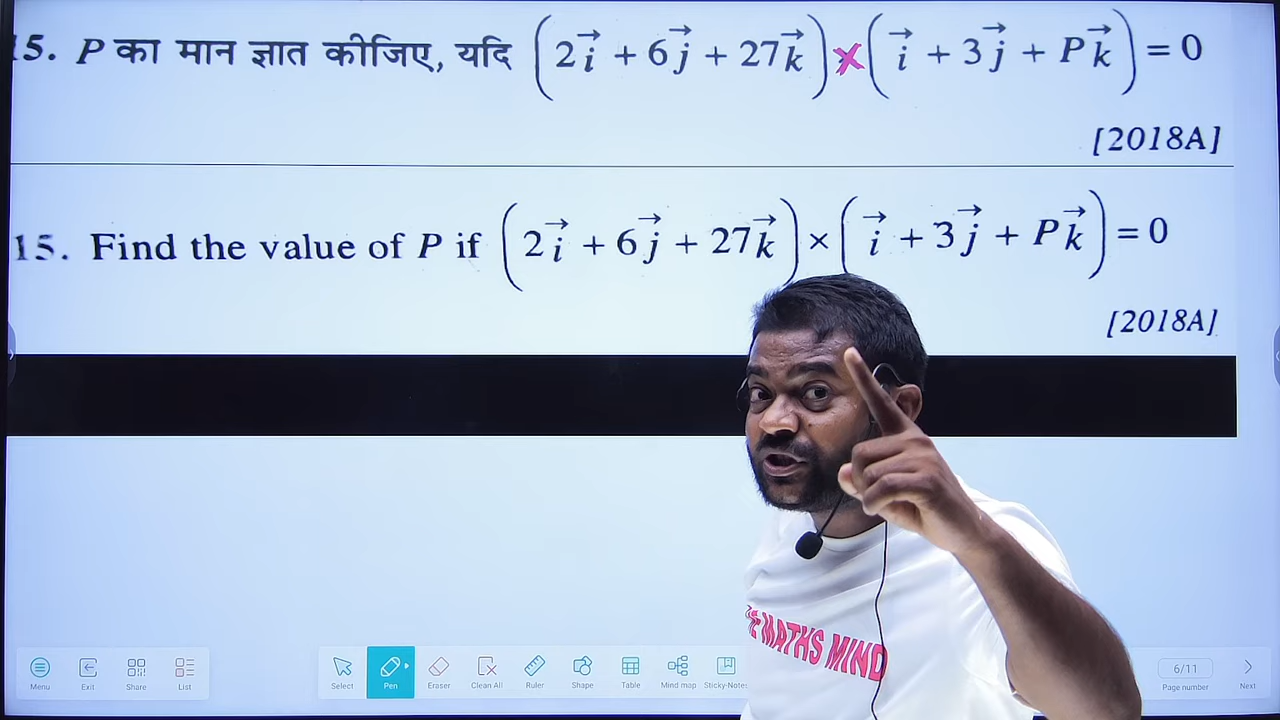 15. P का मान ज्ञात कीजिए, यदि (2i⃗ + 6j⃗ + 27k⃗) × (i⃗ + 3j⃗ + Pk⃗) = 0
[2018A]
15. Find the value of P if (2i⃗ + 6j⃗ + 27k⃗) × (i⃗ + 3j⃗ + Pk⃗) = 0
[2018A]
MATHS MIND
Menu Exit Share List Select Pen Eraser Clean All Ruler Shape Table Mind map Sticky-Notes 6/11 Page number Next